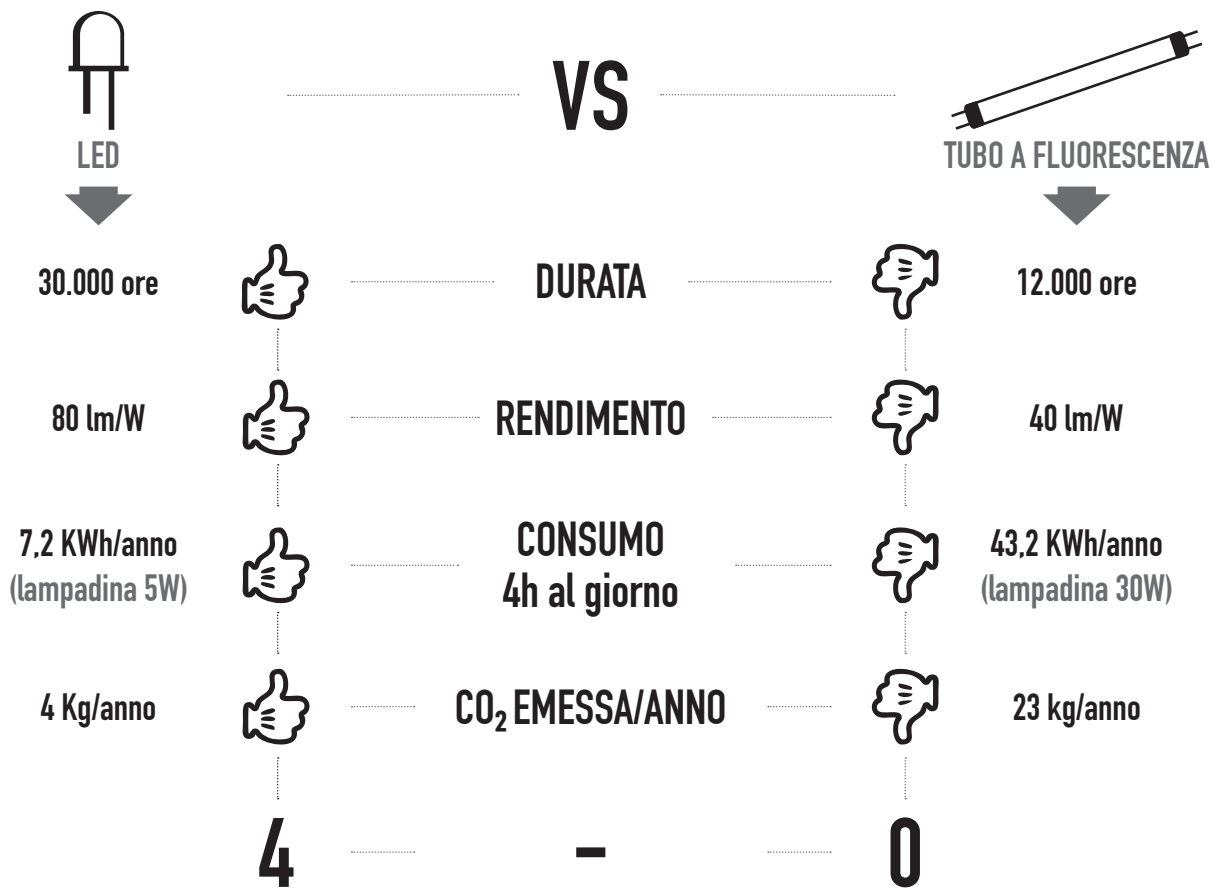 VS
LED
TUBO A FLUORESCENZA
30.000 ore
DURATA
12.000 ore
80 lm/W
RENDIMENTO
40 lm/W
7,2 KWh/anno
(lampadina 5W)
CONSUMO
4h al giorno
43,2 KWh/anno
(lampadina 30W)
4 Kg/anno
CO₂ EMESSA/ANNO
23 kg/anno
4
-
0